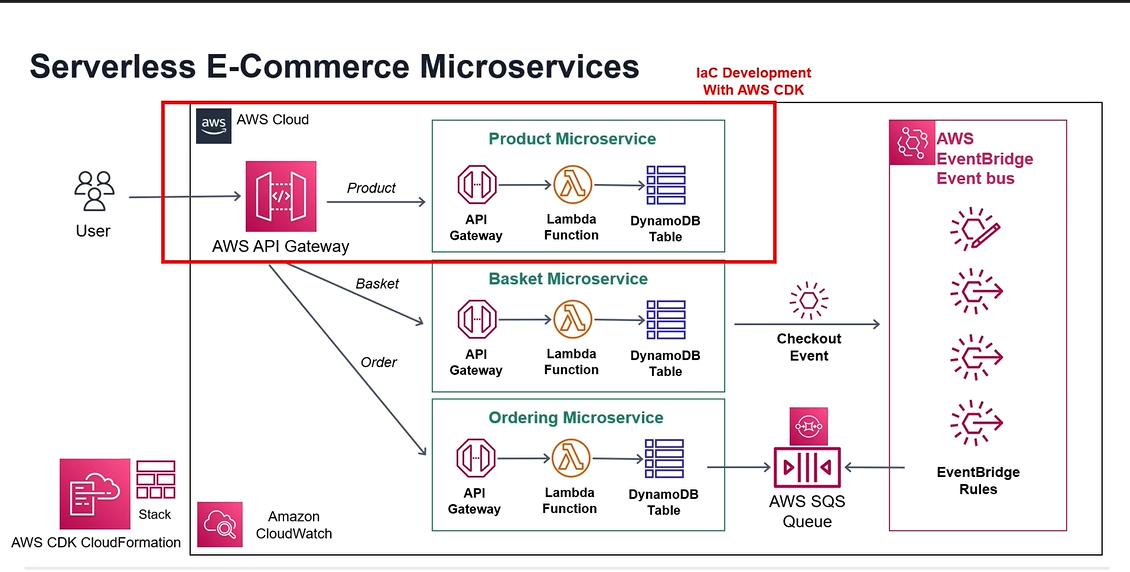 Serverless E-Commerce Microservices
IaC Development
With AWS CDK
aws
AWS Cloud
User
AWS API Gateway
Product
Basket
Order
Product Microservice
API
Gateway
Lambda
Function
DynamoDB
Table
Basket Microservice
API
Gateway
Lambda
Function
DynamoDB
Table
Ordering Microservice
API
Gateway
Lambda
Function
DynamoDB
Table
Checkout
Event
AWS
EventBridge
Event bus
EventBridge
Rules
AWS SQS
Queue
Stack
AWS CDK CloudFormation
Amazon
CloudWatch